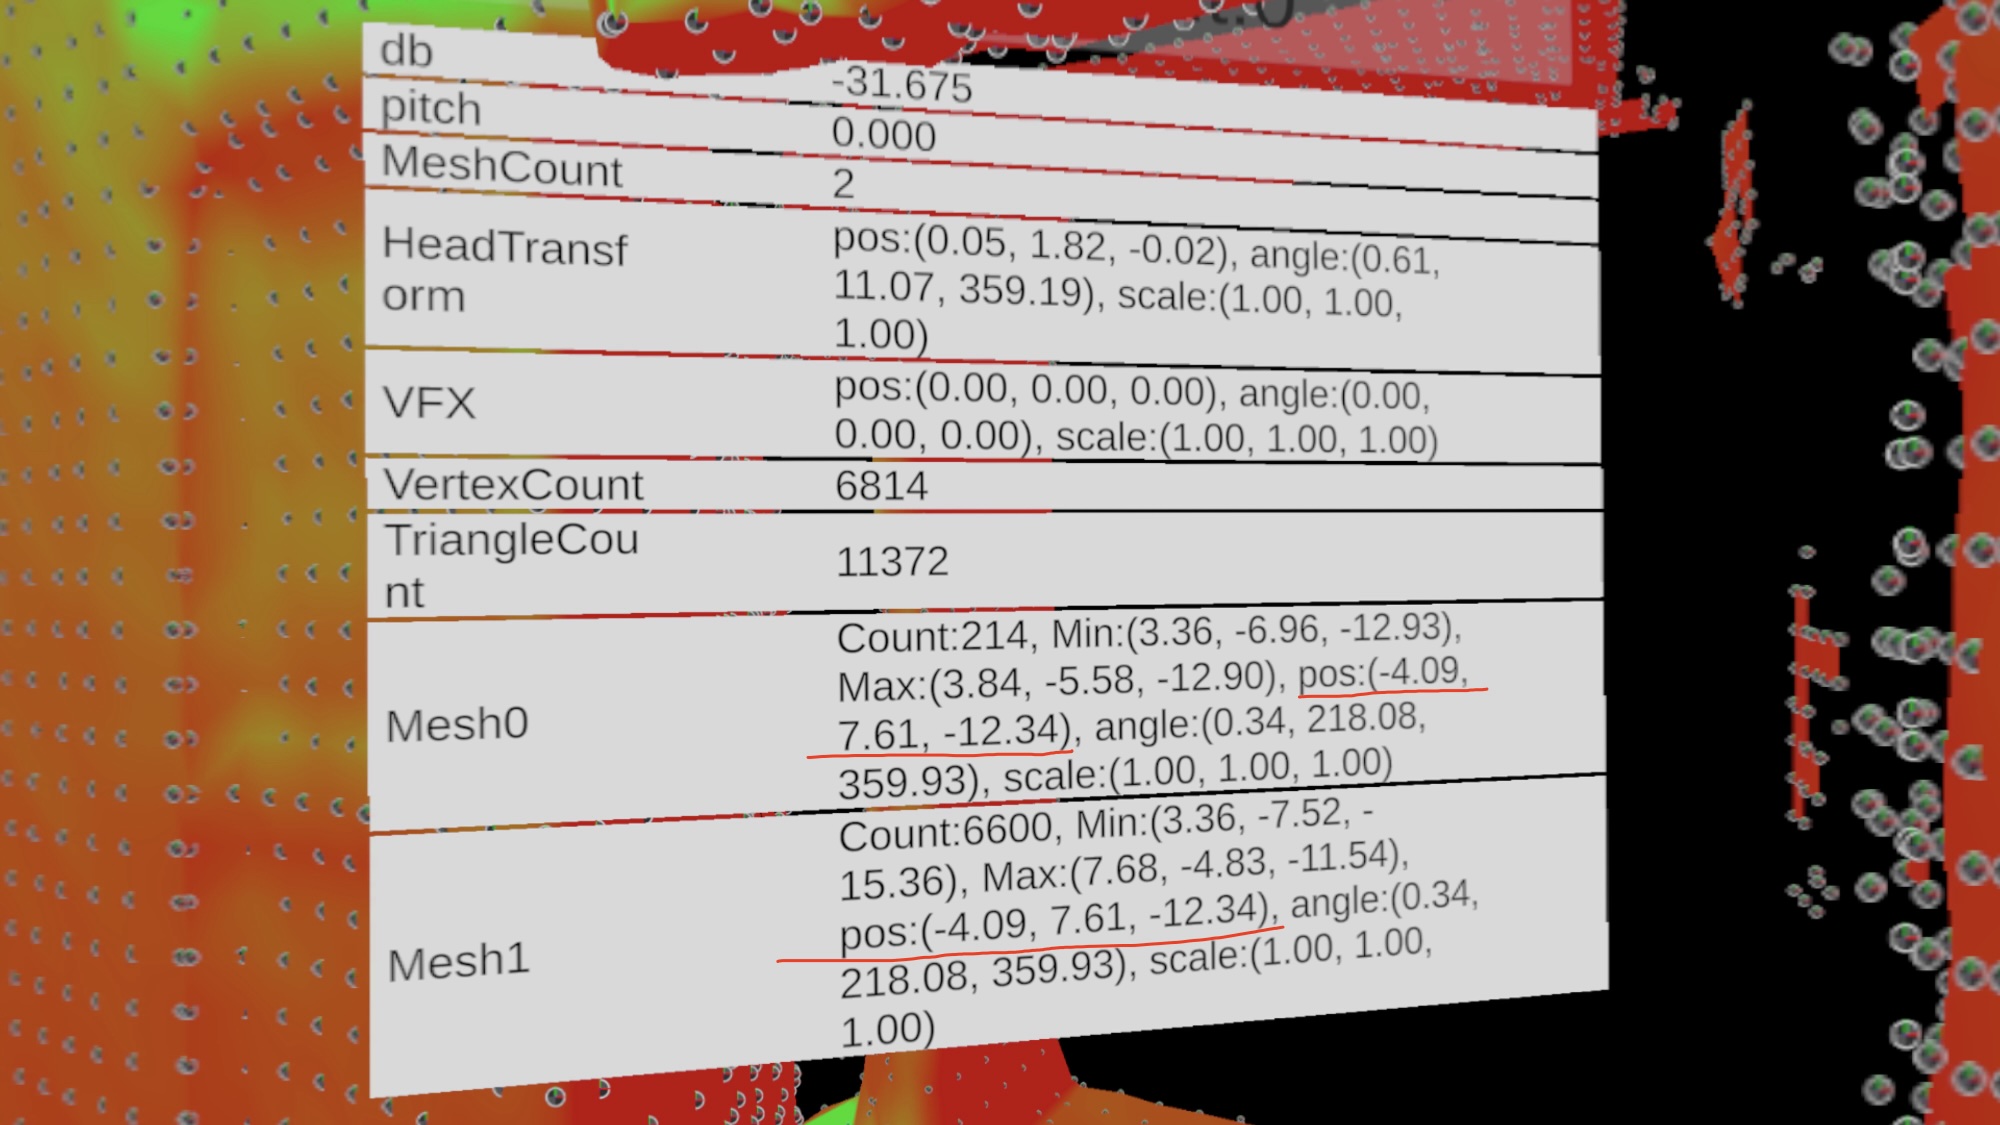 db
-31.675
pitch
0.000
MeshCount
2
HeadTransf
orm
pos:(0.05, 1.82, -0.02), angle:(0.61,
11.07, 359.19), scale:(1.00, 1.00,
1.00)
VFX
pos:(0.00, 0.00, 0.00), angle:(0.00,
0.00, 0.00), scale:(1.00, 1.00, 1.00)
VertexCount
6814
TriangleCou
nt
11372
Mesh0
Count:214, Min:(3.36, -6.96, -12.93),
Max:(3.84, -5.58, -12.90), pos:(-4.09,
7.61, -12.34), angle:(0.34, 218.08,
359.93), scale:(1.00, 1.00, 1.00)
Mesh1
Count:6600, Min:(3.36, -7.52, -
15.36), Max:(7.68, -4.83, -11.54),
pos:(-4.09, 7.61, -12.34), angle:(0.34,
218.08, 359.93), scale:(1.00, 1.00,
1.00)